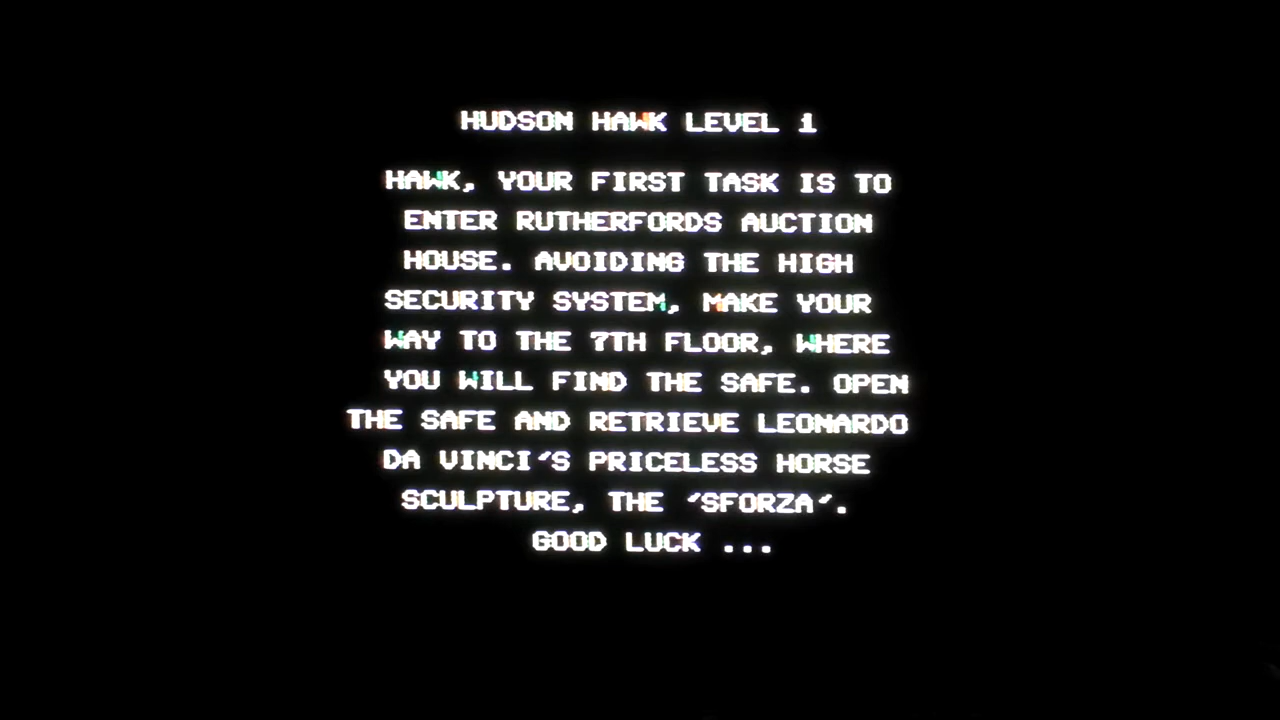 HUDSON HAWK LEVEL 1
HAWK, YOUR FIRST TASK IS TO
ENTER RUTHERFORDS AUCTION
HOUSE. AVOIDING THE HIGH
SECURITY SYSTEM, MAKE YOUR
WAY TO THE 7TH FLOOR, WHERE
YOU WILL FIND THE SAFE. OPEN
THE SAFE AND RETRIEVE LEONARDO
DA VINCI'S PRICELESS HORSE
SCULPTURE, THE 'SFORZA'.
GOOD LUCK ...